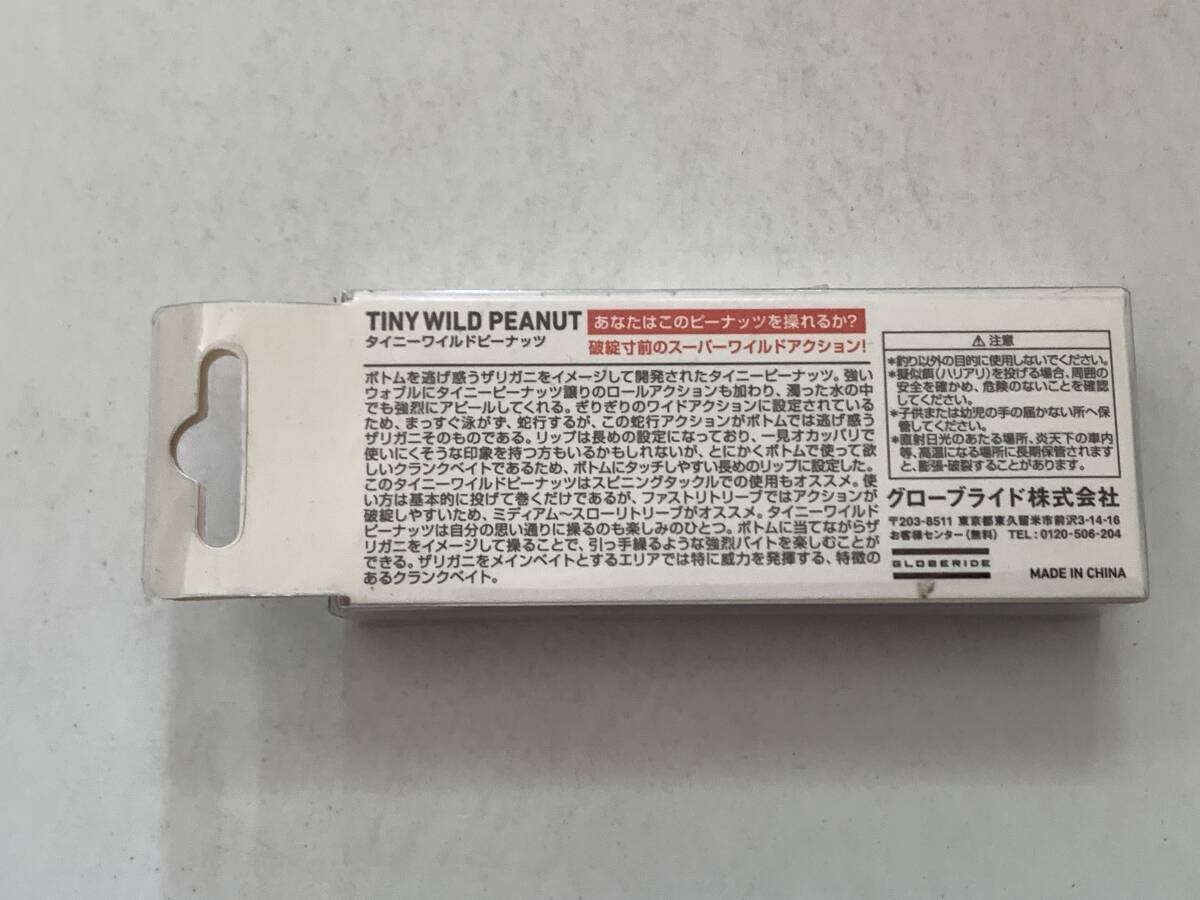 TINY WILD PEANUT
タイニーワイルドピーナッツ
あなたはこのピーナッツを操れるか?
破綻寸前のスーパーワイルドアクション!
ボトムを逃げ惑うザリガニをイメージして開発されたタイニーピーナッツ。強い
ウォブルにタイニーピーナッツ譲りのロールアクションも加わり、濁った水の中
でも強烈にアピールしてくれる。ぎりぎりのワイドアクションに設定されている
ため、まっすぐ泳がず、蛇行するが、この蛇行アクションがボトムでは逃げ惑う
ザリガニそのものである。リップは長めの設定になっており、一見オカッパリで
使いにくそうな印象を持つ方もいるかもしれないが、とにかくボトムで使って欲
しいクランクベイトであるため、ボトムにタッチしやすい長めのリップに設定した。
このタイニーワイルドピーナッツはスピニングタックルでの使用もオススメ。使
い方は基本的に投げて巻くだけであるが、ファストリトリーブではアクションが
破綻しやすいため、ミディアム〜スローリトリーブがオススメ。タイニーワイルド
ピーナッツは自分の思い通りに操るのも楽しみのひとつ。ボトムに当てながらザ
リガニをイメージして操ることで、引っ手繰るような強烈バイトを楽しむことが
できる。ザリガニをメインベイトとするエリアでは特に威力を発揮する、特徴の
あるクランクベイト。
⚠注意
*釣り以外の目的に使用しないでください。
*擬似餌(ハリアリ)を投げる場合、周囲の
安全を確かめ、危険のないことを確認
してください。
*子供または幼児の手の届かない所へ保
管してください。
*直射日光のあたる場所、炎天下の車内
等、高温になる場所に長期保管されます
と、膨張・破裂することがあります。
グローブライド株式会社
〒203-8511 東京都東久留米市前沢3-14-16
お客様センター(無料) TEL:0120-506-204
GLOBERIDE
MADE IN CHINA